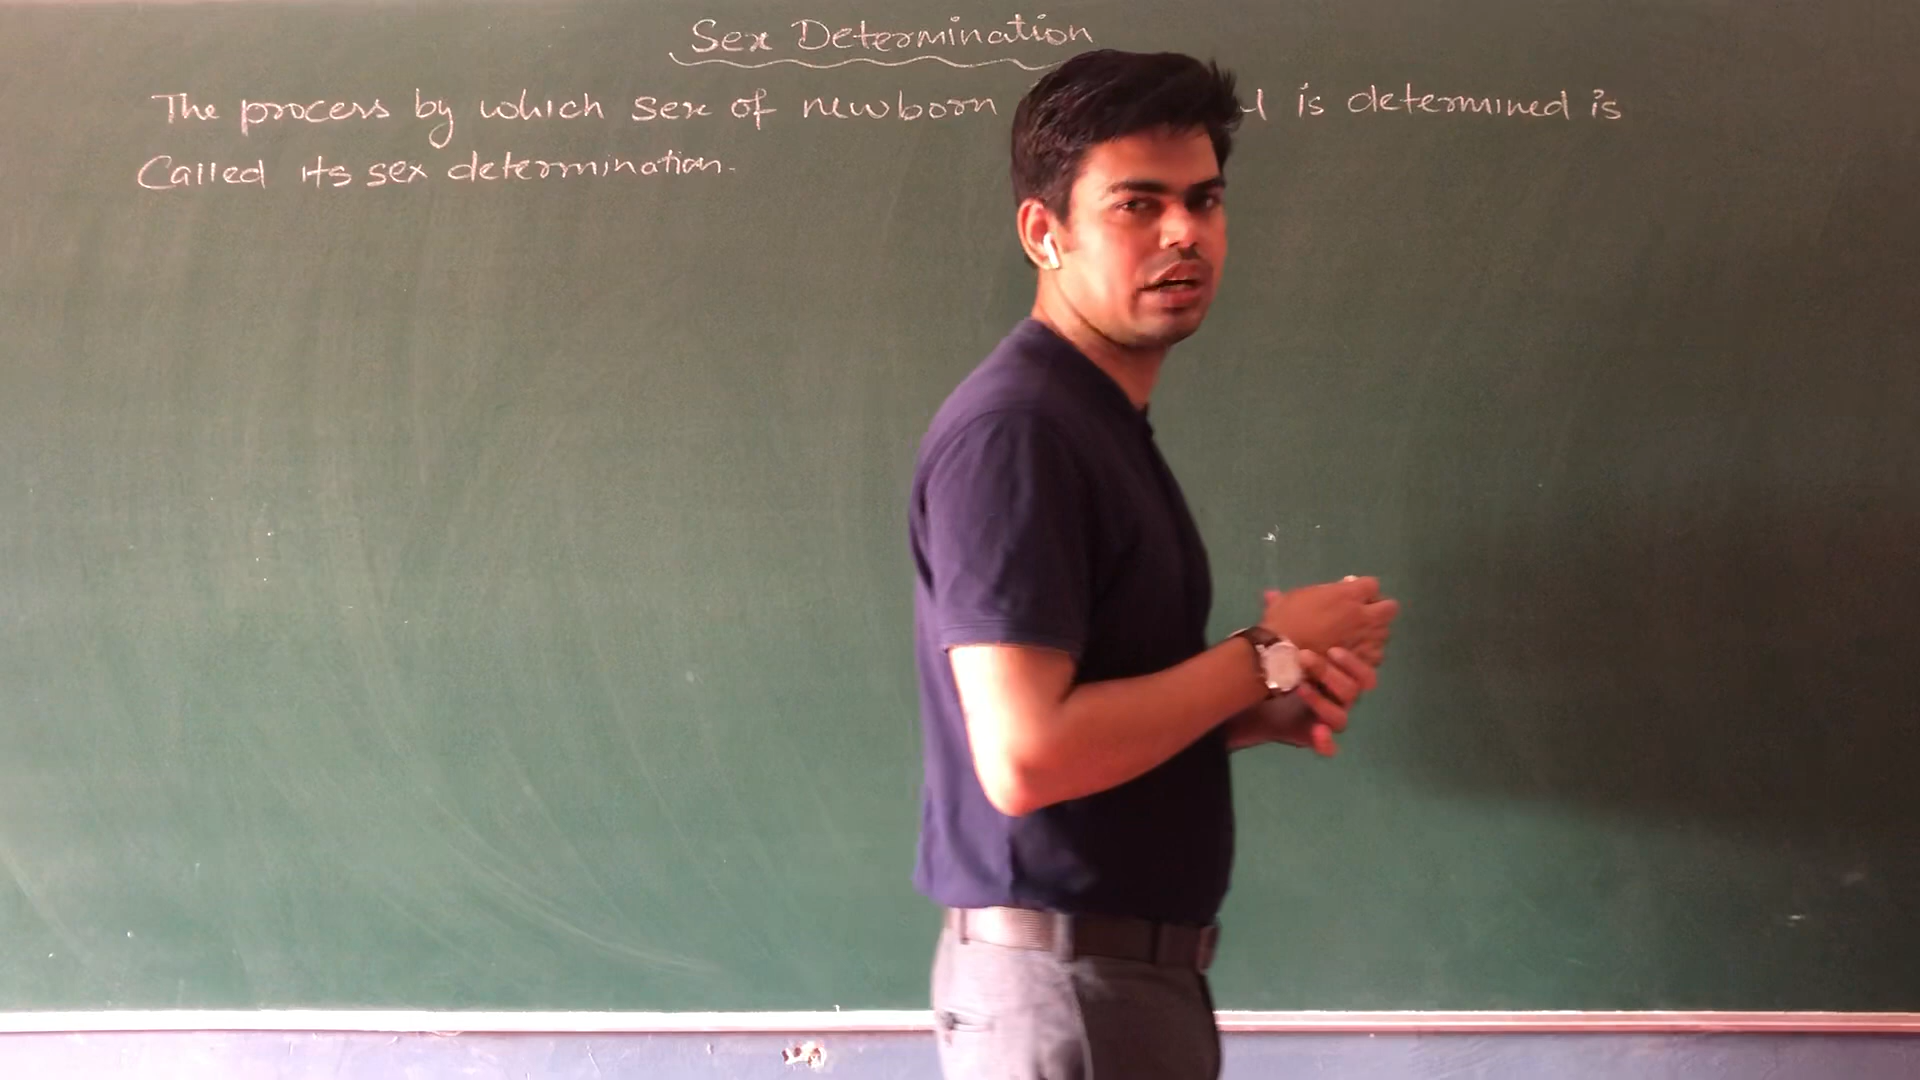 Sex Determination
The process by which sex of newborn is determined is
Called its sex determination.